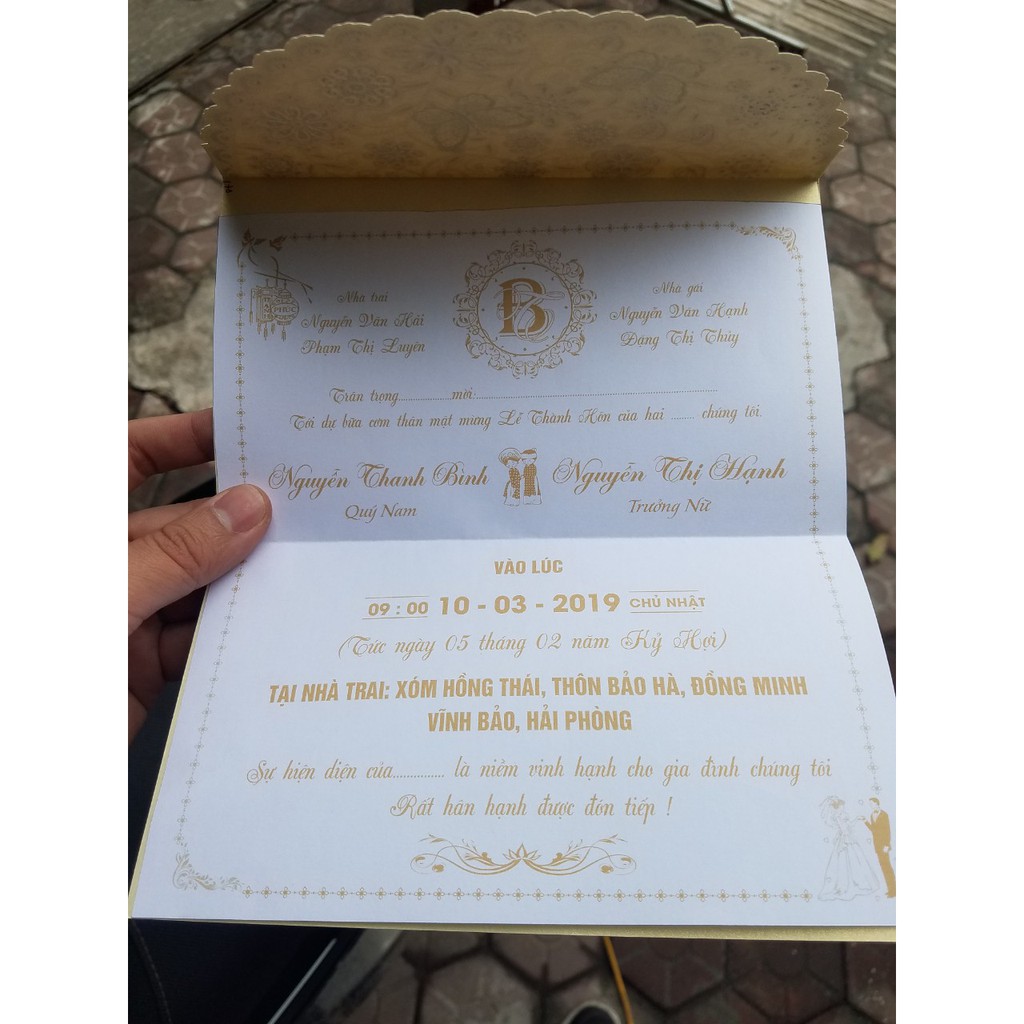 Nhà trai
Nguyễn Văn Hải
Phạm Thị Luyên
B
Nhà gái
Nguyễn Văn Hạnh
Đặng Thị Thủy
Trân trọng..............mời..............
Tới dự bữa cơm thân mật mừng Lễ Thành Hôn của hai ........ chúng tôi.
Nguyễn Thanh Bình
Quý Nam
Nguyễn Thị Hạnh
Trưởng Nữ
VÀO LÚC
09 : 00 10 - 03 - 2019 CHỦ NHẬT
(Tức ngày 05 tháng 02 năm Kỷ Hợi)
TẠI NHÀ TRAI: XÓM HỒNG THÁI, THÔN BẢO HÀ, ĐỒNG MINH
VĨNH BẢO, HẢI PHÒNG
Sự hiện diện của............... là niềm vinh hạnh cho gia đình chúng tôi
Rất hân hạnh được đón tiếp !